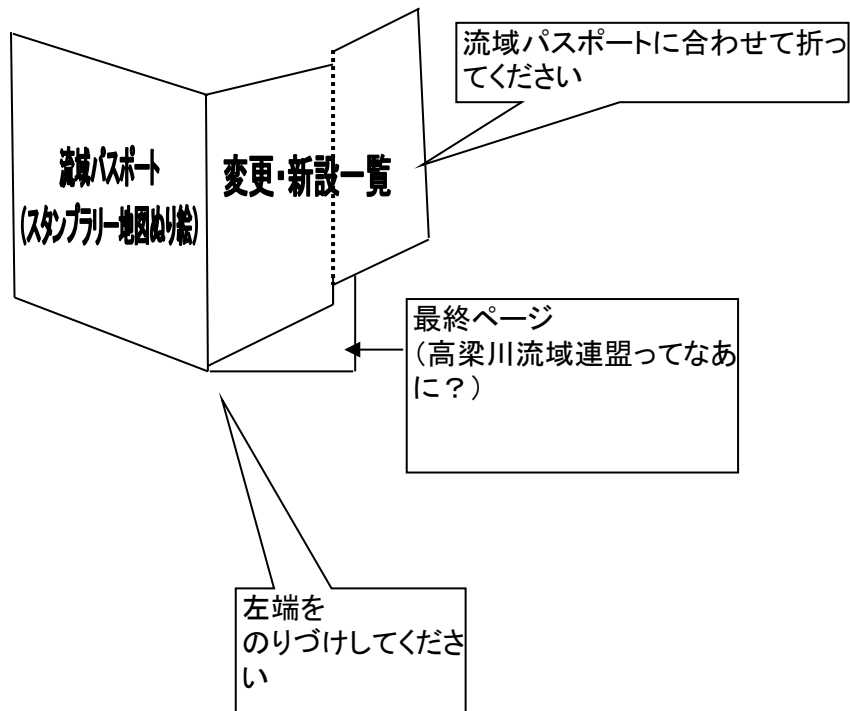 流域パスポートに合わせて折っ
てください
流域パスポート
(スタンプラリー地図ぬり絵)
変更・新設一覧
最終ページ
(高梁川流域連盟ってなあ
に？)
左端を
のりづけしてくださ
い